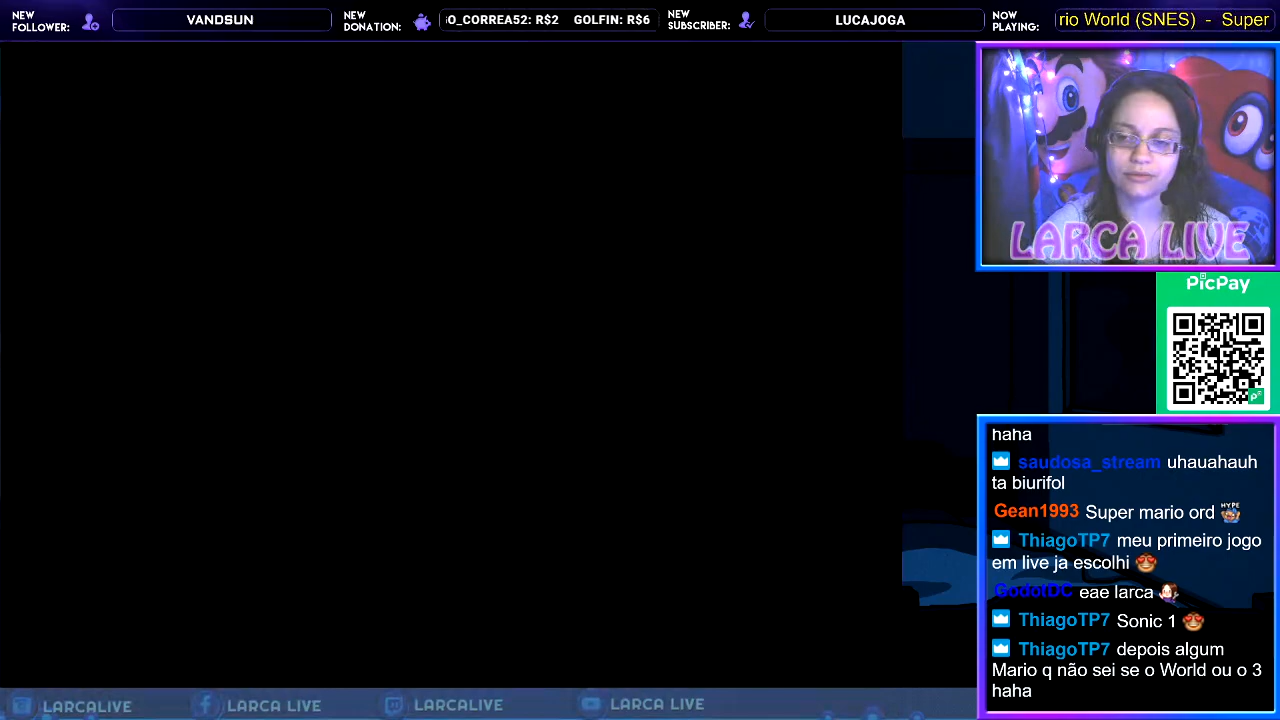 NEW FOLLOWER:
VANDSUN
NEW DONATION:
O_CORREA52: R$2 GOLFIN: R$6
NEW SUBSCRIBER:
LUCAJOGA
NOW PLAYING:
rio World (SNES) - Super
LARCA LIVE
PicPay
haha
saudosa_stream uhauahauh
ta biurifol
Gean1993 Super mario ord
HYPE
ThiagoTP7 meu primeiro jogo
em live ja escolhi
GodotDC eae larca
ThiagoTP7 Sonic 1
ThiagoTP7 depois algum
Mario q não sei se o World ou o 3
haha
LARCALIVE
LARCA LIVE
LARCALIVE
LARCA LIVE